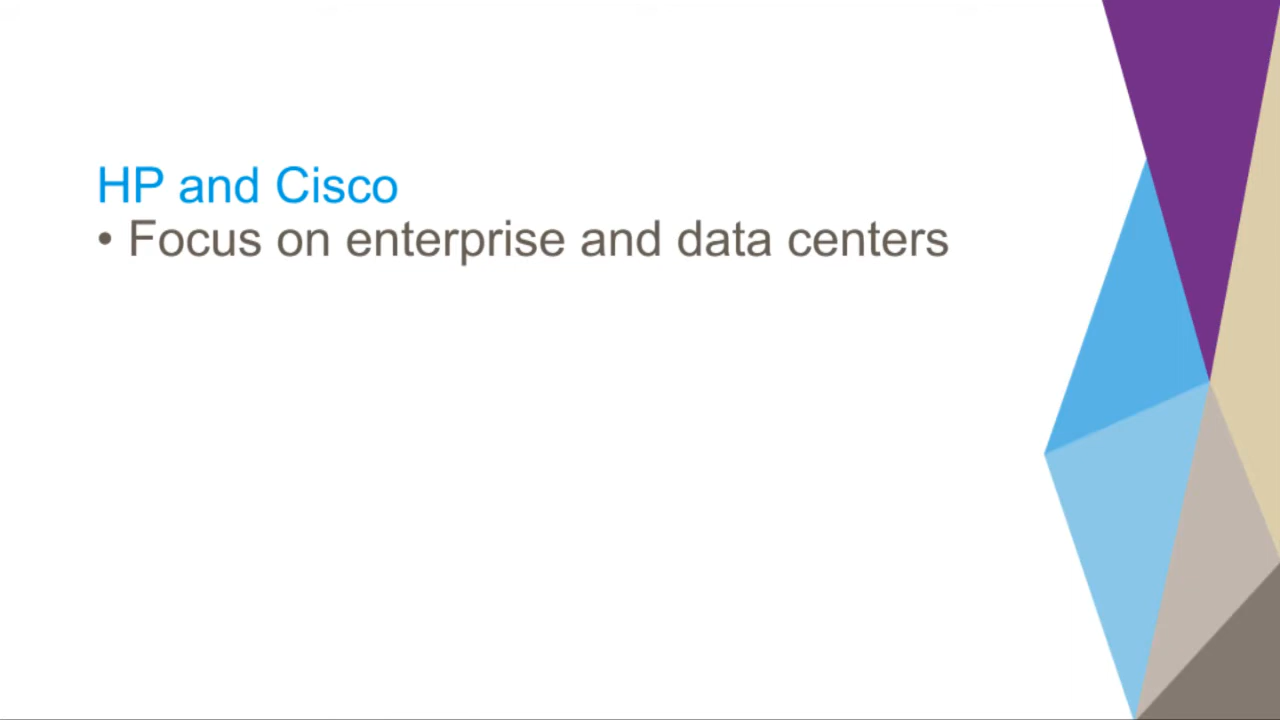 HP and Cisco
• Focus on enterprise and data centers